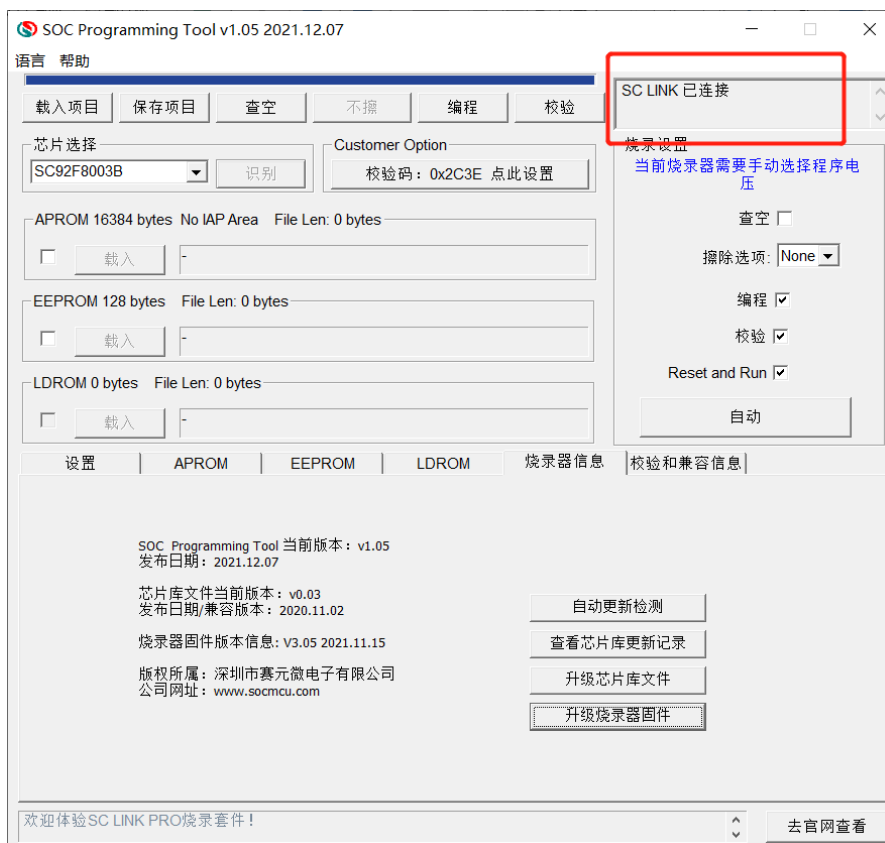 SOC Programming Tool v1.05 2021.12.07
语言 帮助
载入项目 保存项目 查空 不擦 编程 校验
SC LINK 已连接
芯片选择
SC92F8003B 识别
Customer Option
校验码：0x2C3E 点此设置
APROM 16384 bytes No IAP Area File Len: 0 bytes
载入 -
EEPROM 128 bytes File Len: 0 bytes
载入 -
LDROM 0 bytes File Len: 0 bytes
载入 -
烧录设置
当前烧录器需要手动选择程序电
压
查空
擦除选项: None
编程
校验
Reset and Run
自动
设置 APROM EEPROM LDROM 烧录器信息 校验和兼容信息
SOC Programming Tool 当前版本：v1.05
发布日期：2021.12.07
芯片库文件当前版本：v0.03
发布日期/兼容版本：2020.11.02
烧录器固件版本信息: V3.05 2021.11.15
版权所属：深圳市赛元微电子有限公司
公司网址：www.socmcu.com
自动更新检测
查看芯片库更新记录
升级芯片库文件
升级烧录器固件
欢迎体验SC LINK PRO烧录套件！
去官网查看